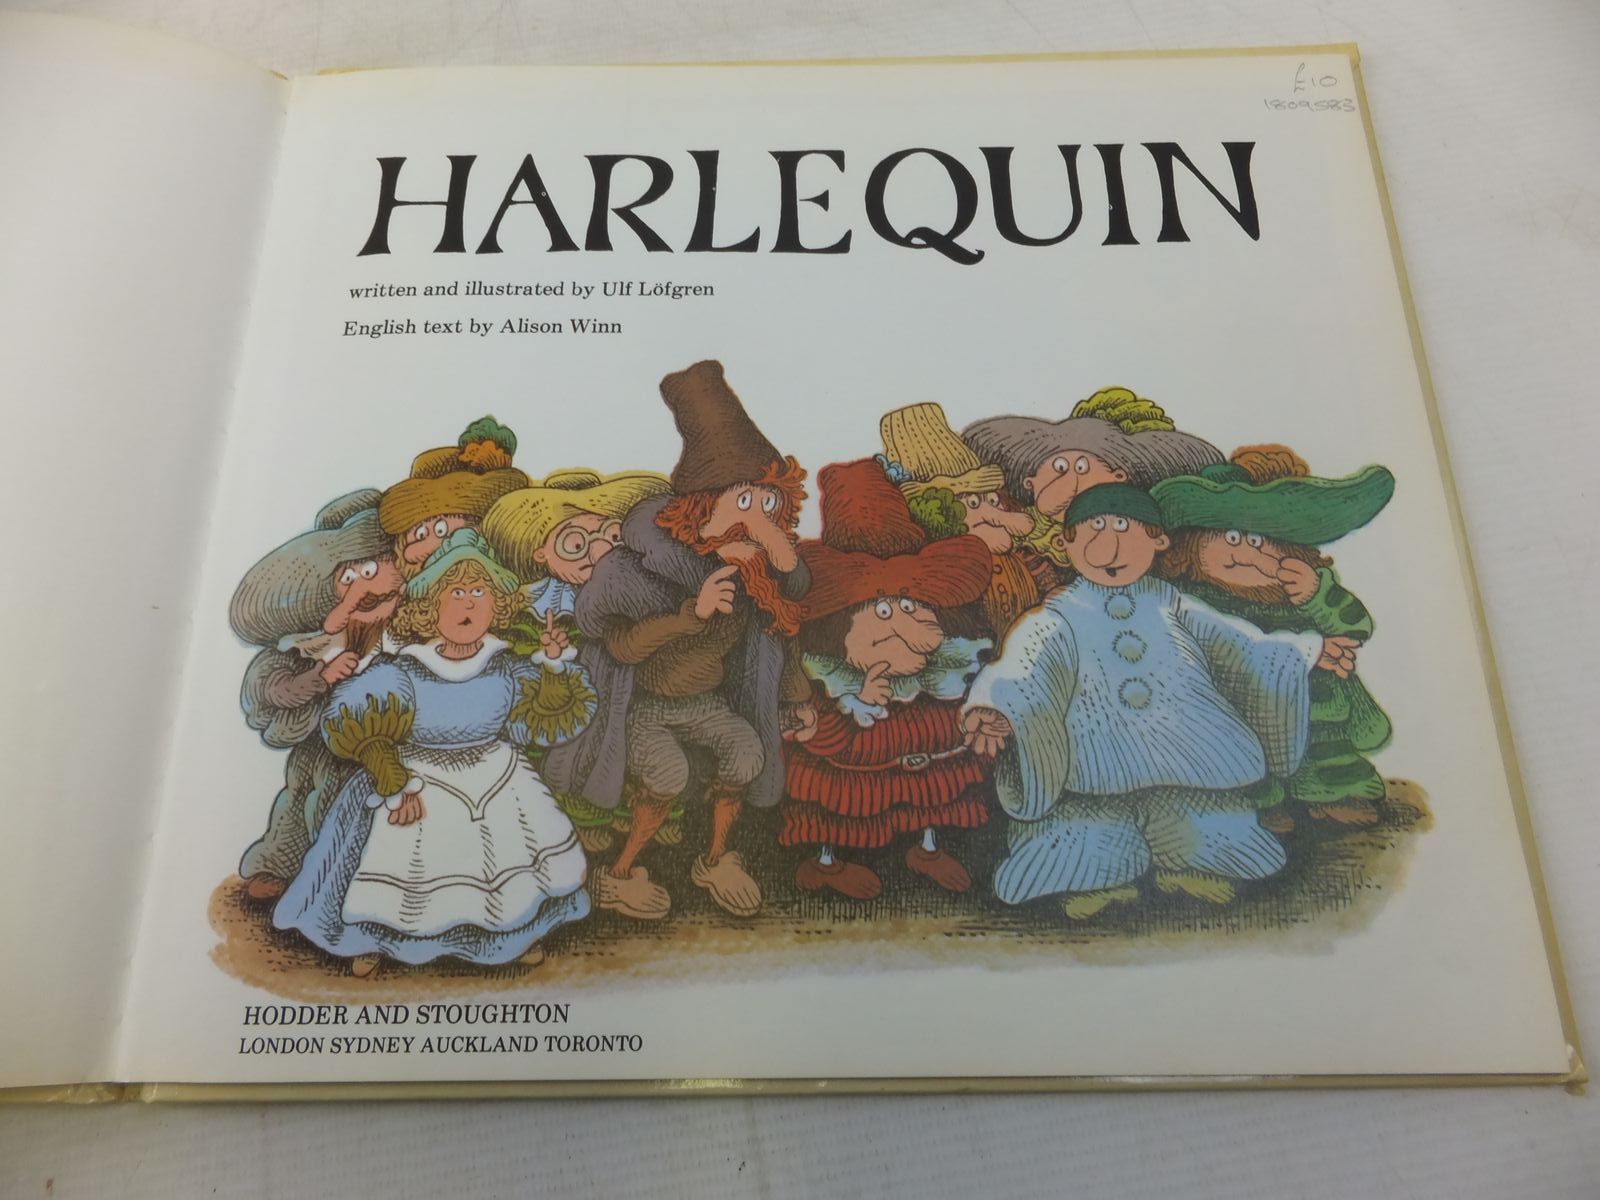 £10
1809583
HARLEQUIN
written and illustrated by Ulf Löfgren
English text by Alison Winn
HODDER AND STOUGHTON
LONDON SYDNEY AUCKLAND TORONTO